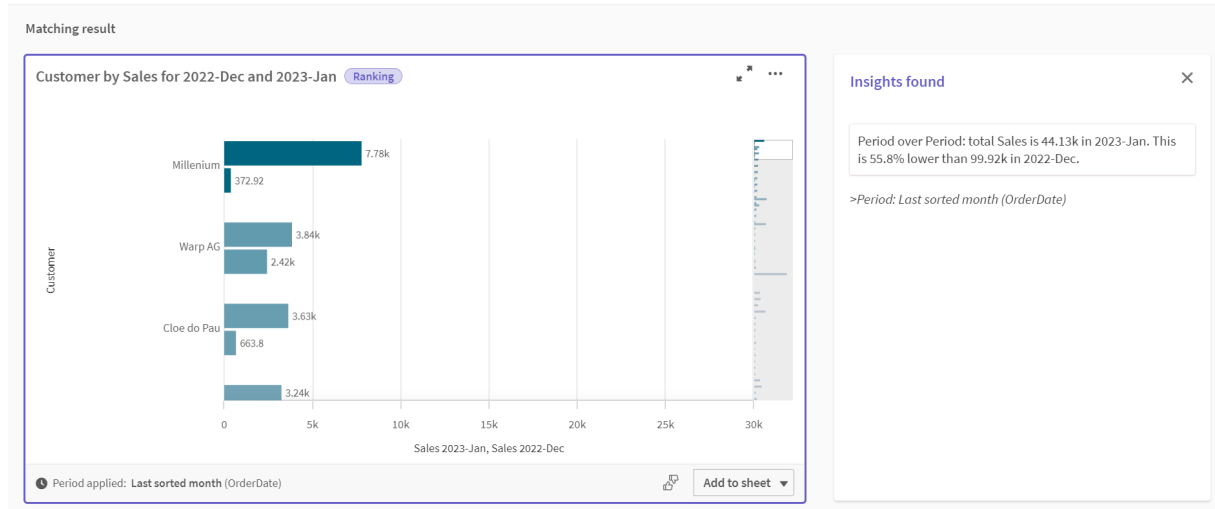 Matching result
Customer by Sales for 2022-Dec and 2023-Jan Ranking
Customer
Millenium
7.78k
372.92
Warp AG
3.84k
2.42k
Cloe do Pau
3.63k
663.8
3.24k
0 5k 10k 15k 20k 25k 30k
Sales 2023-Jan, Sales 2022-Dec
Period applied: Last sorted month (OrderDate)
Add to sheet
Insights found
Period over Period: total Sales is 44.13k in 2023-Jan. This
is 55.8% lower than 99.92k in 2022-Dec.
>Period: Last sorted month (OrderDate)